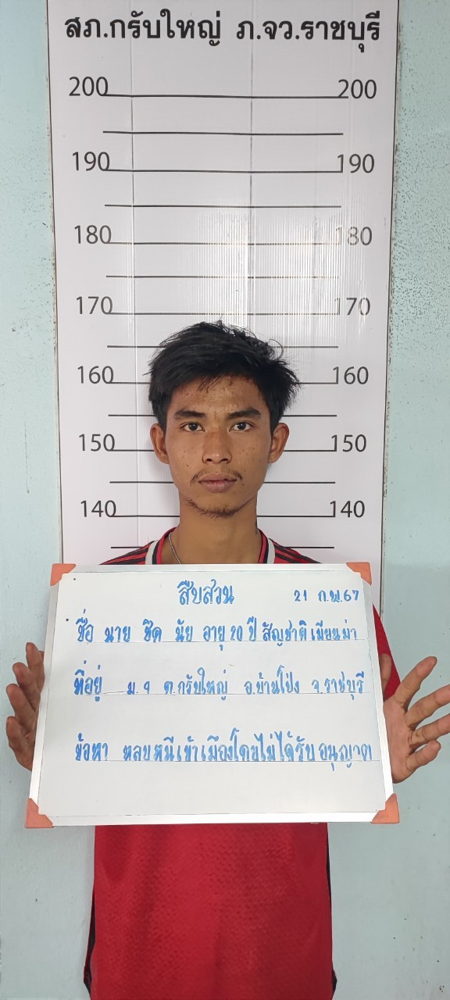 สภ.กรับใหญ่ ภ.จว.ราชบุรี
200 200
190 190
180 180
170 170
160 160
150 150
140 140
สืบสวน 21 ก.พ.67
ชื่อ นาย ชิด นัย อายุ 20 ปี สัญชาติ เมียนม่า
ที่อยู่ ม.9 ต.กรับใหญ่ อ.บ้านโป่ง จ.ราชบุรี
ข้อหา หลบหนีเข้าเมืองโดยไม่ได้รับอนุญาต